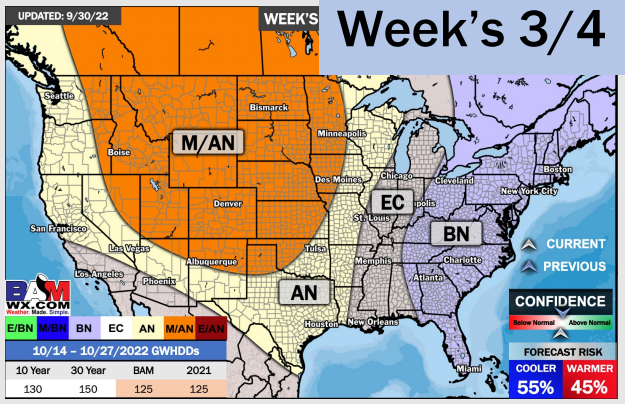 UPDATED: 9/30/22
WEEK'S
Week's 3/4
Seattle
Bismarck
M/AN
Minneapolis
Boise
Boston
Chicago
Cleveland
Des Moines
New York City
EC
polis
Denver
St. Louis
San Francisco
BN
Las Vegas
Tulsa
CURRENT
Albuquerque
Memphis
Charlotte
PREVIOUS
Los Angeles
Phoenix
Atlanta
BAM
WX.COM
Weather. Made. Simple.
AN
CONFIDENCE
Houston
New Orleans
Below Normal
Above Normal
E/BN M/BN BN EC AN M/AN E/AN
10/14 – 10/27/2022 GWHDDs
FORECAST RISK
10 Year 30 Year BAM 2021
COOLER WARMER
Miami
130 150 125 125
55% 45%